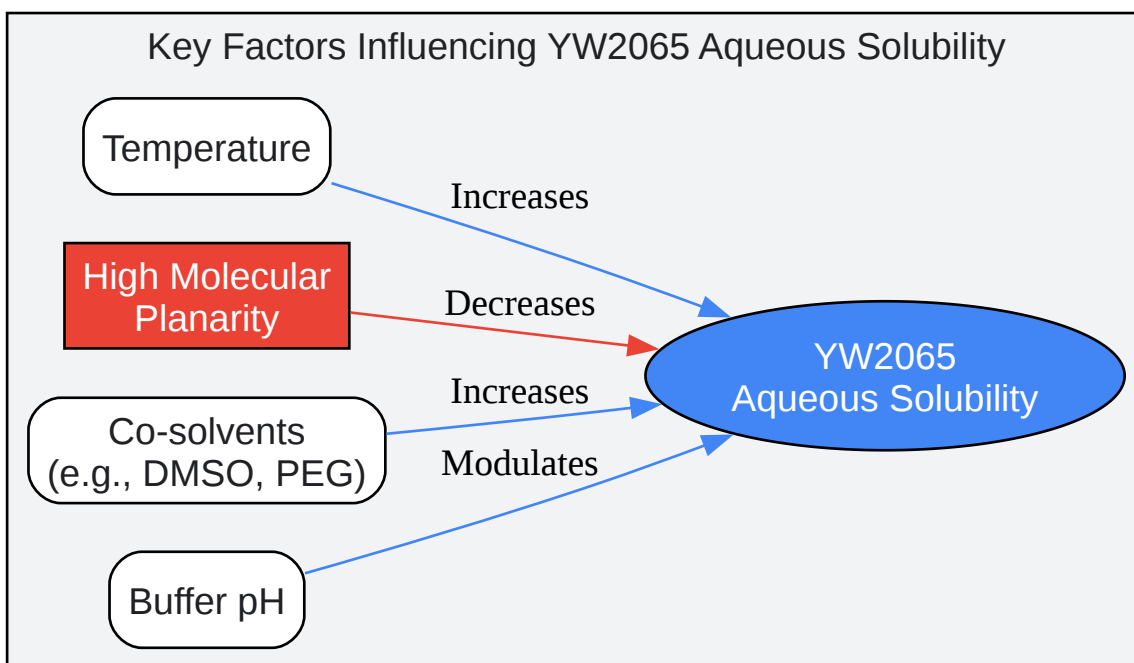 Key Factors Influencing YW2065 Aqueous Solubility
Temperature
Increases
High Molecular
Planarity
Decreases
YW2065
Aqueous Solubility
Increases
Co-solvents
(e.g., DMSO, PEG)
Modulates
Buffer pH